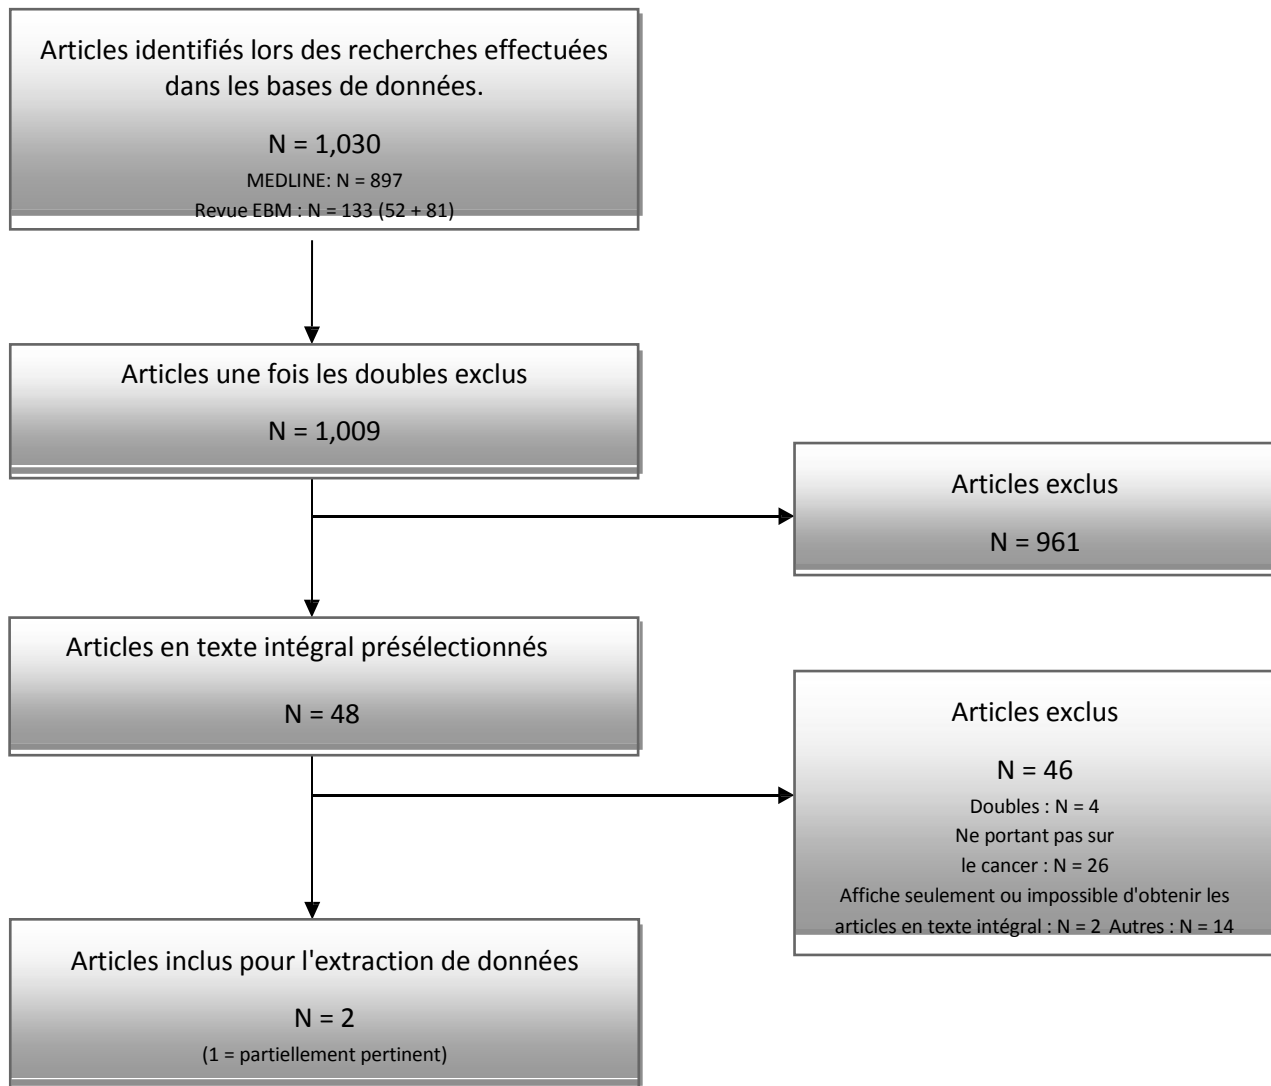 Articles identifiés lors des recherches effectuées
dans les bases de données.
N = 1,030
MEDLINE: N = 897
Revue EBM : N = 133 (52 + 81)
Articles une fois les doubles exclus
N = 1,009
Articles exclus
N = 961
Articles en texte intégral présélectionnés
N = 48
Articles exclus
N = 46
Doubles : N = 4
Ne portant pas sur
le cancer : N = 26
Affiche seulement ou impossible d'obtenir les
articles en texte intégral : N = 2 Autres : N = 14
Articles inclus pour l'extraction de données
N = 2
(1 = partiellement pertinent)